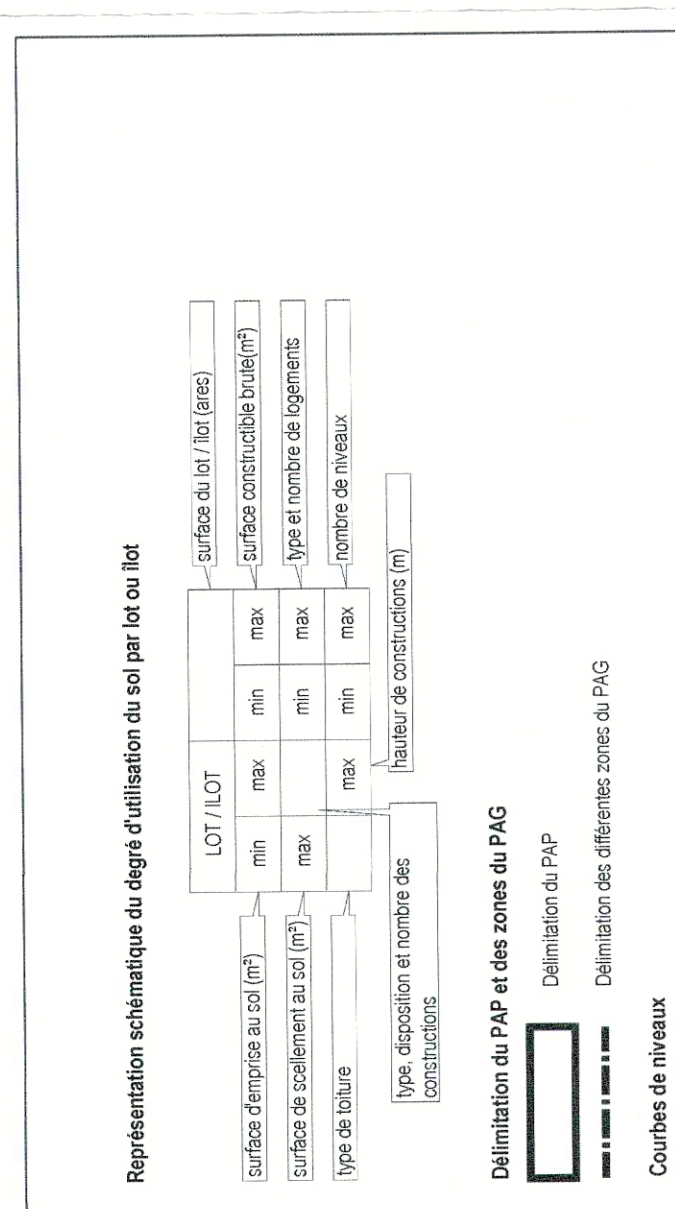 Représentation schématique du degré d'utilisation du sol par lot ou îlot
LOT / ILOT
surface du lot / îlot (ares)
surface d'emprise au sol (m²)
min
max
min
max
surface constructible brute(m²)
surface de scellement au sol (m²)
max
min
max
type et nombre de logements
type de toiture
max
min
max
nombre de niveaux
type, disposition et nombre des
constructions
hauteur de constructions (m)
Délimitation du PAP et des zones du PAG
Délimitation du PAP
Délimitation des différentes zones du PAG
Courbes de niveaux